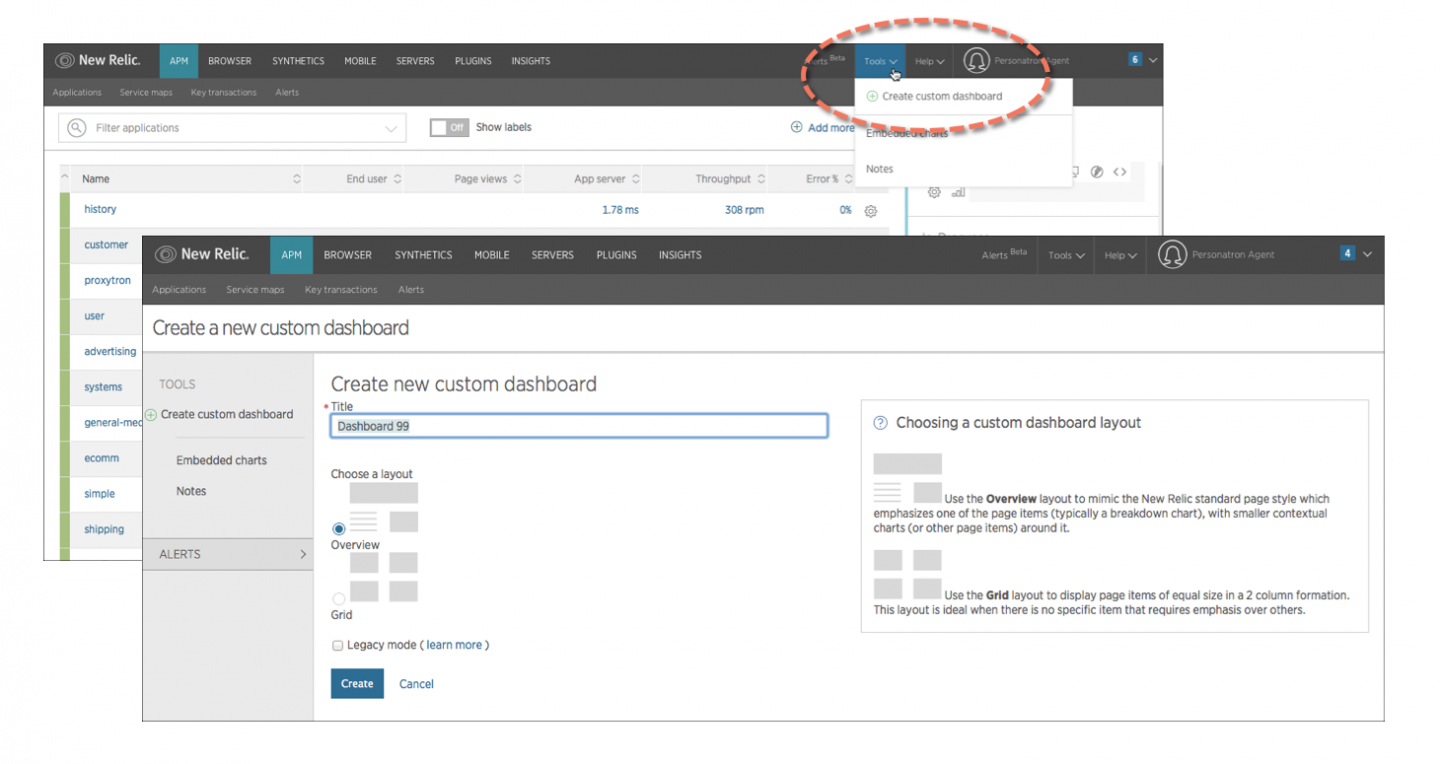 New Relic. APM BROWSER SYNTHETICS MOBILE SERVERS PLUGINS INSIGHTS Alerts Beta Tools Help Personatron Agent 6
Applications Service maps Key transactions Alerts
Create custom dashboard
Filter applications Off Show labels Add more
Embedded charts
Notes
Name End user Page views App server Throughput Error %
history 1.78 ms 308 rpm 0%
customer
proxytron
user
advertising
systems
general-med
ecomm
simple
shipping
New Relic. APM BROWSER SYNTHETICS MOBILE SERVERS PLUGINS INSIGHTS Alerts Beta Tools Help Personatron Agent 4
Applications Service maps Key transactions Alerts
Create a new custom dashboard
TOOLS
Create custom dashboard
Embedded charts
Notes
ALERTS
Create new custom dashboard
* Title
Dashboard 99
Choose a layout
Overview
Grid
Legacy mode ( learn more )
Create Cancel
Choosing a custom dashboard layout
Use the Overview layout to mimic the New Relic standard page style which
emphasizes one of the page items (typically a breakdown chart), with smaller contextual
charts (or other page items) around it.
Use the Grid layout to display page items of equal size in a 2 column formation.
This layout is ideal when there is no specific item that requires emphasis over others.